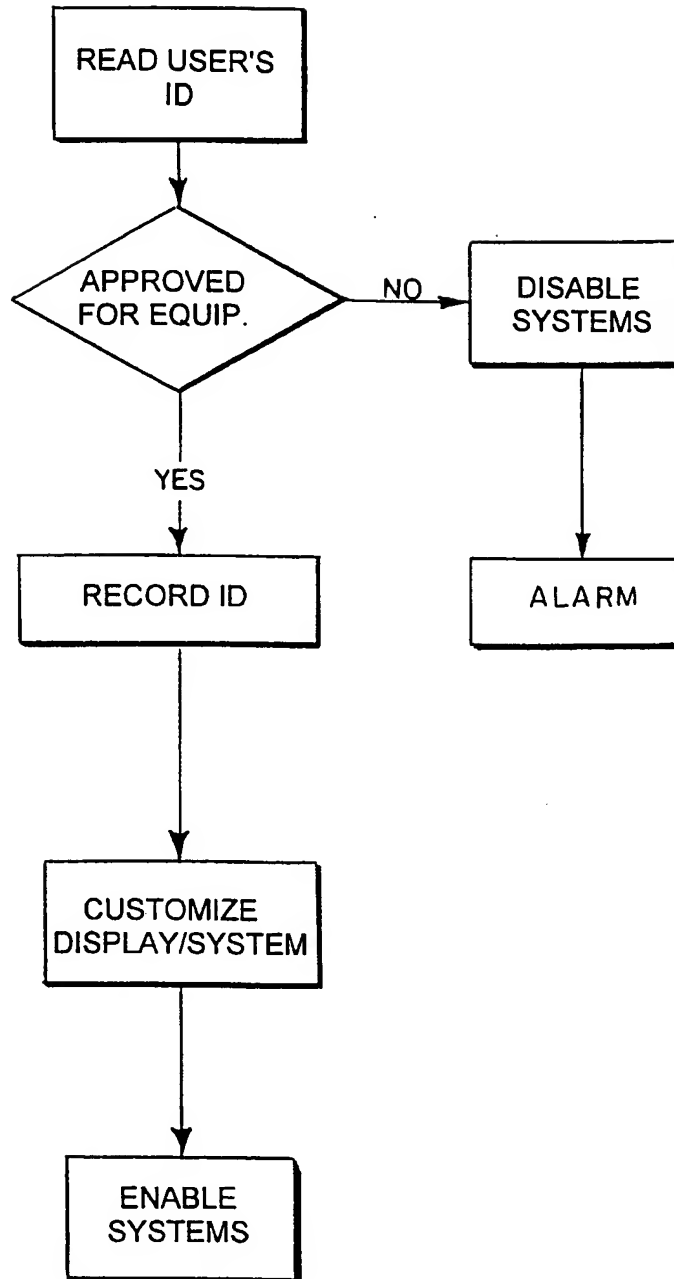 READ USER'S
ID
APPROVED
FOR EQUIP.
NO
DISABLE
SYSTEMS
YES
RECORD ID
ALARM
CUSTOMIZE
DISPLAY/SYSTEM
ENABLE
SYSTEMS